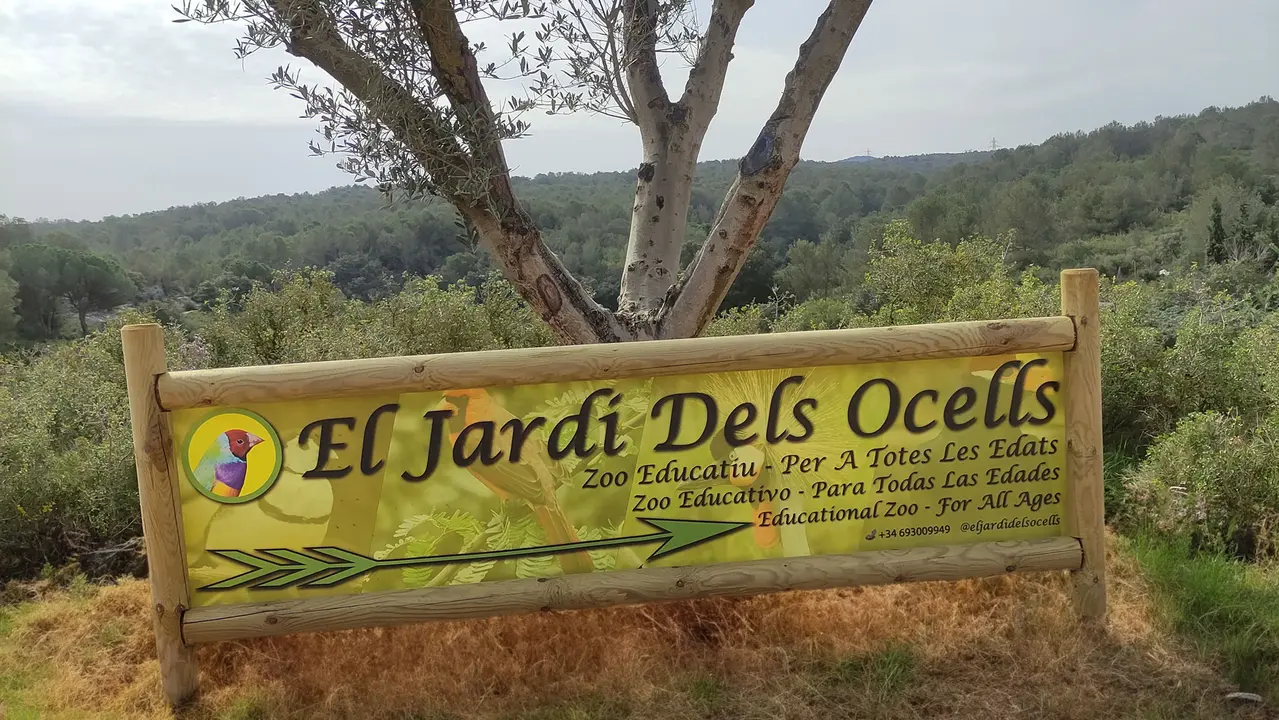 El Jardí Dels Ocells
Zoo Educatiu - Per A Totes Les Edats
Zoo Educativo - Para Todas Las Edades
Educational Zoo - For All Ages
+34 693009949 @eljardidelsocells